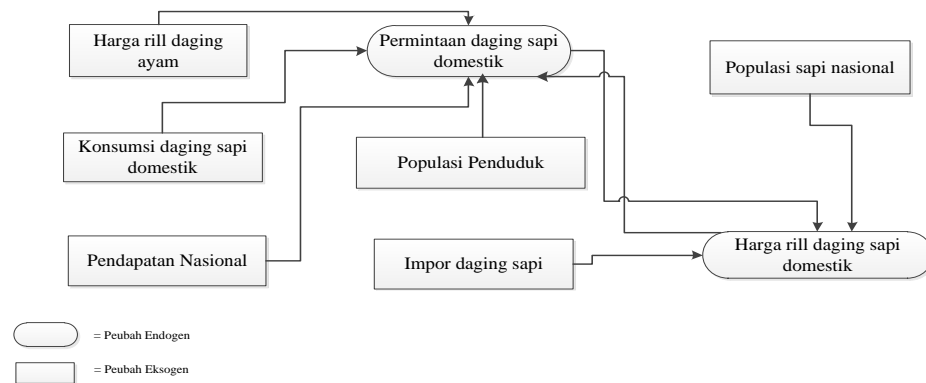 Harga rill daging
ayam
Permintaan daging sapi
domestik
Populasi sapi nasional
Konsumsi daging sapi
domestik
Populasi Penduduk
Pendapatan Nasional
Impor daging sapi
Harga rill daging sapi
domestik
= Peubah Endogen
= Peubah Eksogen